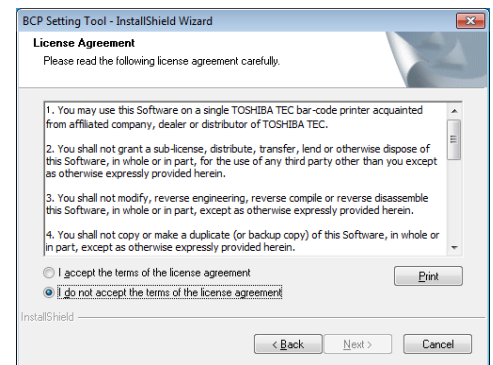 BCP Setting Tool - InstallShield Wizard
License Agreement
Please read the following license agreement carefully.
1. You may use this Software on a single TOSHIBA TEC bar-code printer acquainted
from affiliated company, dealer or distributor of TOSHIBA TEC.
2. You shall not grant a sub-license, distribute, transfer, lend or otherwise dispose of
this Software, in whole or in part, for the use of any third party other than you except
as otherwise expressly provided herein.
3. You shall not modify, reverse engineering, reverse compile or reverse disassemble
this Software, in whole or in part, except as otherwise expressly provided herein.
4. You shall not copy or make a duplicate (or backup copy) of this Software, in whole or
in part, except as otherwise expressly provided herein.
I accept the terms of the license agreement
Print
I do not accept the terms of the license agreement
InstallShield
< Back
Next >
Cancel